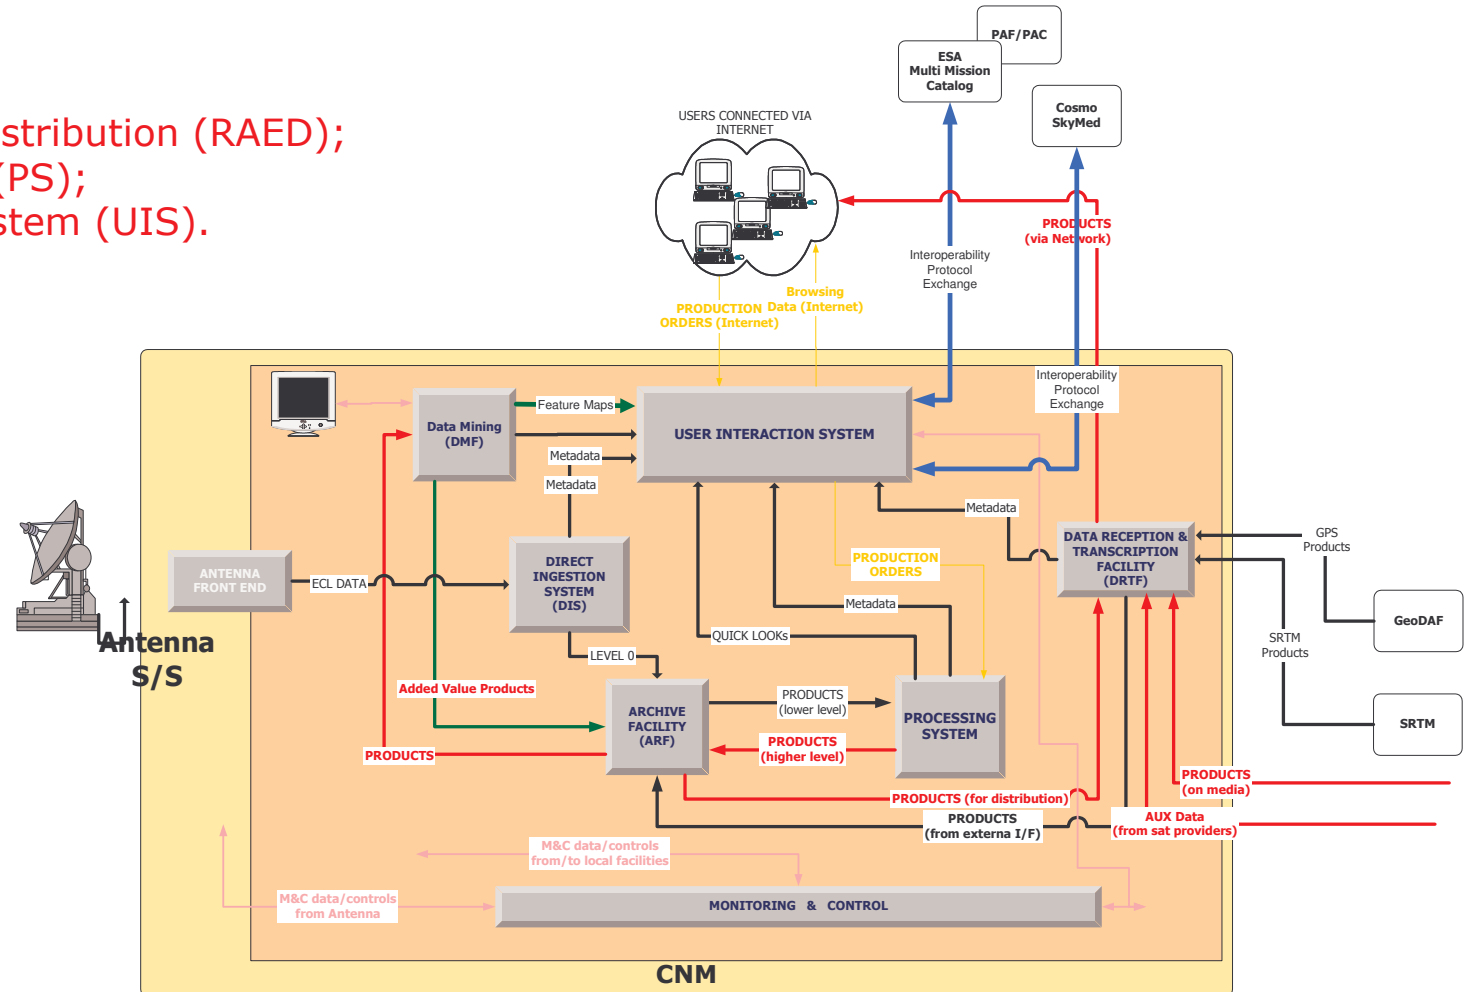 PAF/PAC
ESA
Multi Mission
Catalog
Cosmo
SkyMed
USERS CONNECTED VIA
INTERNET
stribution (RAED);
(PS);
stem (UIS).
PRODUCTS
(via Network)
Interoperability
Protocol
Exchange
Browsing
Data (Internet)
PRODUCTION
ORDERS (Internet)
Interoperability
Protocol
Exchange
Feature Maps
Data Mining
(DMF)
USER INTERACTION SYSTEM
Metadata
Metadata
Metadata
GPS
Products
DATA RECEPTION &
TRANSCRIPTION
FACILITY
(DRTF)
DIRECT
INGESTION
SYSTEM
(DIS)
PRODUCTION
ORDERS
ANTENNA
FRONT END
ECL DATA
Metadata
GeoDAF
QUICK LOOKs
SRTM
Products
Antenna
S/S
LEVEL 0
Added Value Products
PRODUCTS
(lower level)
ARCHIVE
FACILITY
(ARF)
PROCESSING
SYSTEM
SRTM
PRODUCTS
PRODUCTS
(higher level)
PRODUCTS
(on media)
PRODUCTS (for distribution)
PRODUCTS
(from externa I/F)
AUX Data
(from sat providers)
M&C data/controls
from/to local facilities
M&C data/controls
from Antenna
MONITORING & CONTROL
CNM